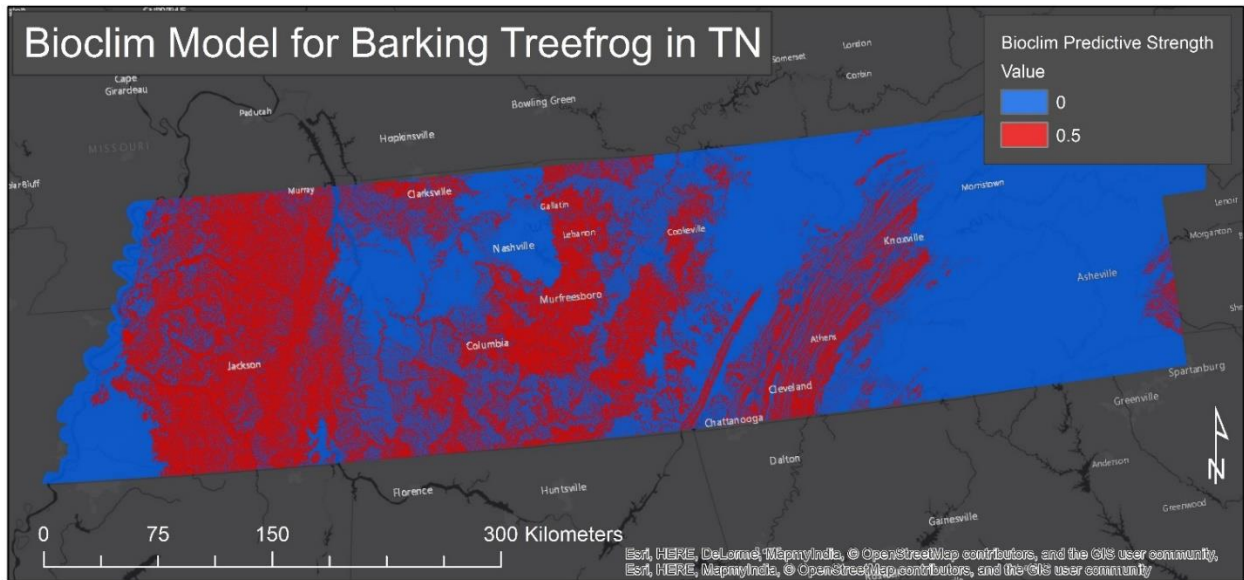 Bioclim Model for Barking Treefrog in TN
Bioclim Predictive Strength
Value
0
0.5
London
Somerset
Corbin
Cape
Girardeau
Paducah
Bowling Green
Hopkinsville
MISSOURI
Murray
Clarksville
Gallatin
Morristown
Lenoir
Lebanon
Cookeville
Knoxville
Morganton
Nashville
Asheville
Murfreesboro
Columbia
Athens
Jackson
Cleveland
Spartanburg
Greenville
Chattanooga
Dalton
N
Anderson
Florence
Huntsville
Greenwood
Gainesville
0 75 150 300 Kilometers
Esri, HERE, DeLorme, MapmyIndia, © OpenStreetMap contributors, and the GIS user community,
Esri, HERE, MapmyIndia, © OpenStreetMap contributors, and the GIS user community